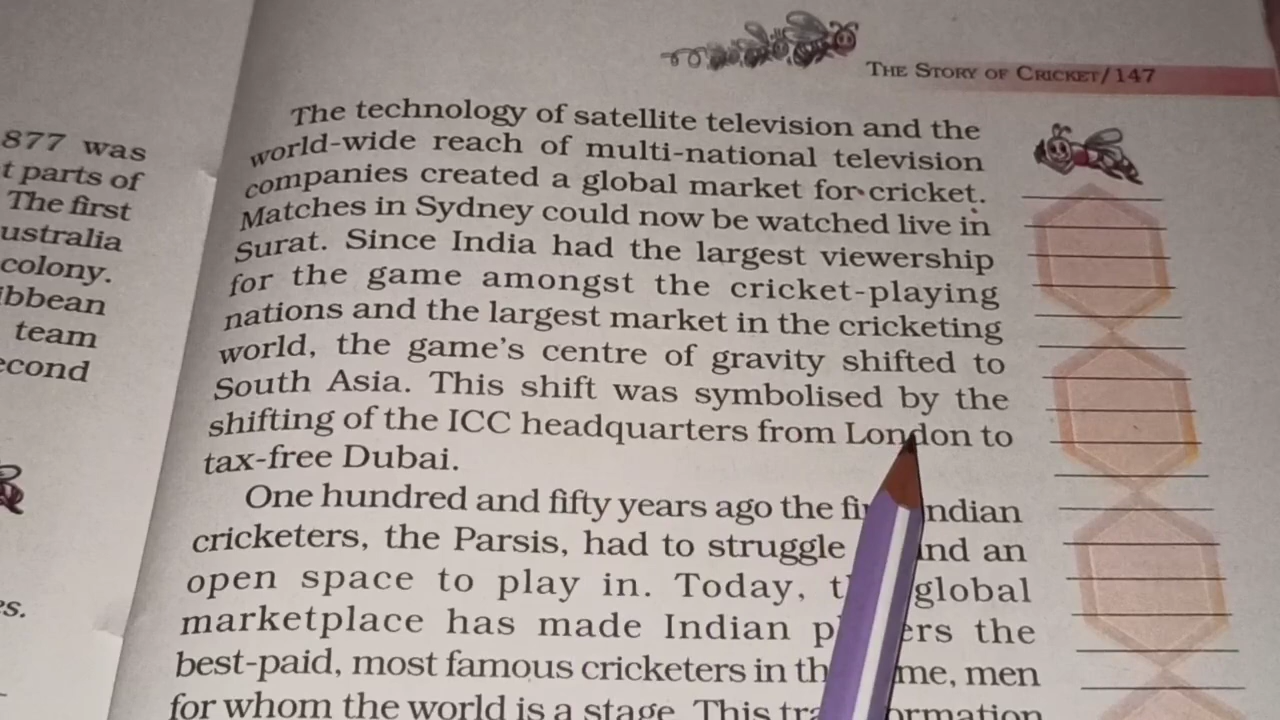 THE STORY OF CRICKET/147
877 was
t parts of
The first
ustralia
colony.
ibbean
team
econd
The technology of satellite television and the
world-wide reach of multi-national television
companies created a global market for cricket.
Matches in Sydney could now be watched live in
Surat. Since India had the largest viewership
for the game amongst the cricket-playing
nations and the largest market in the cricketing
world, the game's centre of gravity shifted to
South Asia. This shift was symbolised by the
shifting of the ICC headquarters from London to
tax-free Dubai.
One hundred and fifty years ago the ndian
cricketers, the Parsis, had to struggle an
open space to play in. Today, global
marketplace has made Indian the
best-paid, most famous cricketers in men
for whom the world is a stage. This